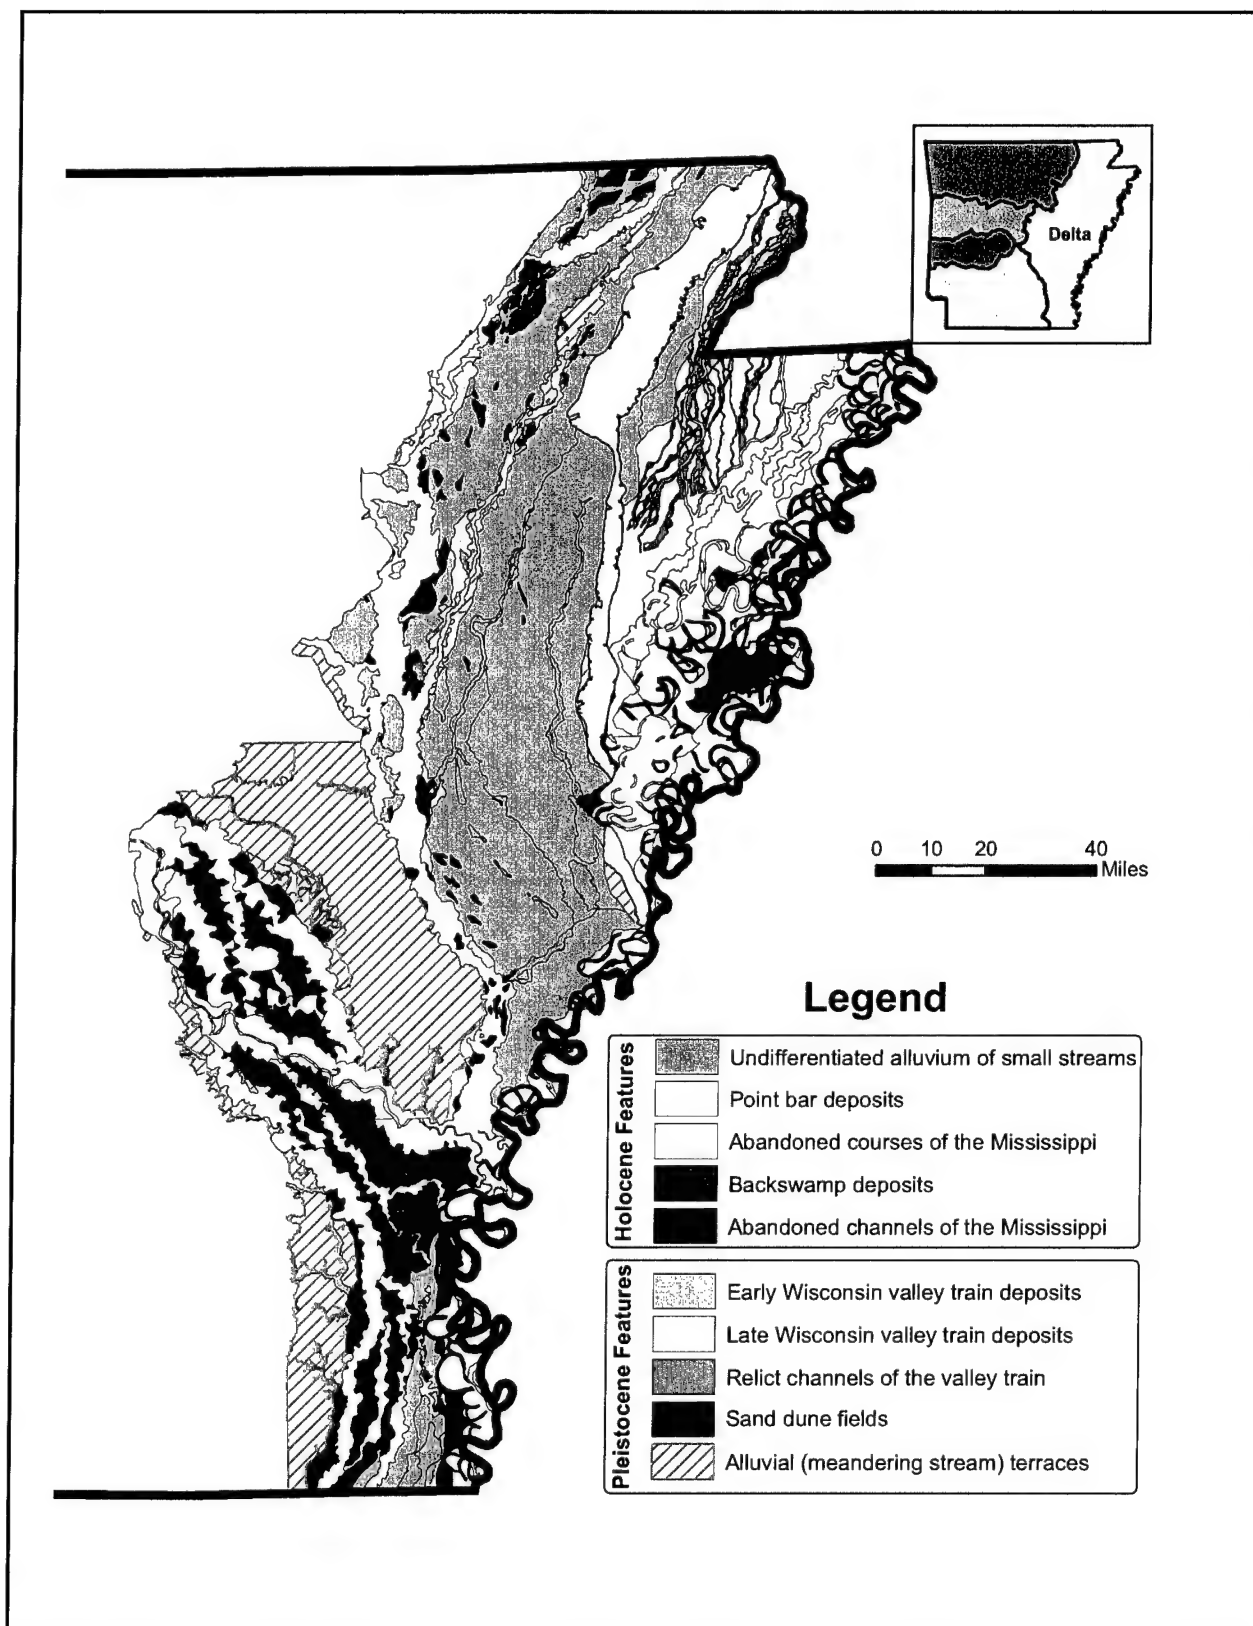 Delta
0 10 20 40
Miles
Legend
Holocene Features
Undifferentiated alluvium of small streams
Point bar deposits
Abandoned courses of the Mississippi
Backswamp deposits
Abandoned channels of the Mississippi
Pleistocene Features
Early Wisconsin valley train deposits
Late Wisconsin valley train deposits
Relict channels of the valley train
Sand dune fields
Alluvial (meandering stream) terraces